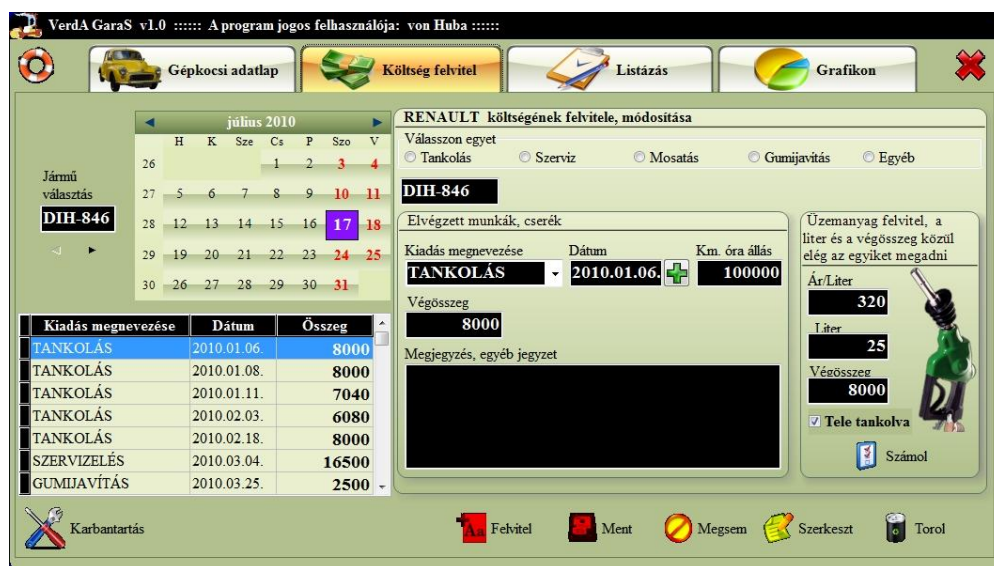 VerdA GaraS v1.0 :::::: A program jogos felhasználója: von Huba ::::::
Gépkocsi adatlap
Költség felvitel
Listázás
Grafikon
Jármű
választás
DIH-846
július 2010
H K Sze Cs P Szo V
26 1 2 3 4
27 5 6 7 8 9 10 11
28 12 13 14 15 16 17 18
29 19 20 21 22 23 24 25
30 26 27 28 29 30 31
Kiadás megnevezése Dátum Összeg
TANKOLÁS 2010.01.06. 8000
TANKOLÁS 2010.01.08. 8000
TANKOLÁS 2010.01.11. 7040
TANKOLÁS 2010.02.03. 6080
TANKOLÁS 2010.02.18. 8000
SZERVIZELÉS 2010.03.04. 16500
GUMIJAVÍTÁS 2010.03.25. 2500
RENAULT költségének felvitele, módosítása
Válasszon egyet
Tankolás Szerviz Mosatás Gumijavítás Egyéb
DIH-846
Elvégzett munkák, cserék
Kiadás megnevezése Dátum Km. óra állás
TANKOLÁS 2010.01.06. 100000
Végösszeg
8000
Megjegyzés, egyéb jegyzet
Üzemanyag felvitel, a
liter és a végösszeg közül
elég az egyiket megadni
Ár/Liter
320
Liter
25
Végösszeg
8000
Tele tankolva
Számol
Karbantartás
Aa Felvitel
Ment
Megsem
Szerkeszt
Torol